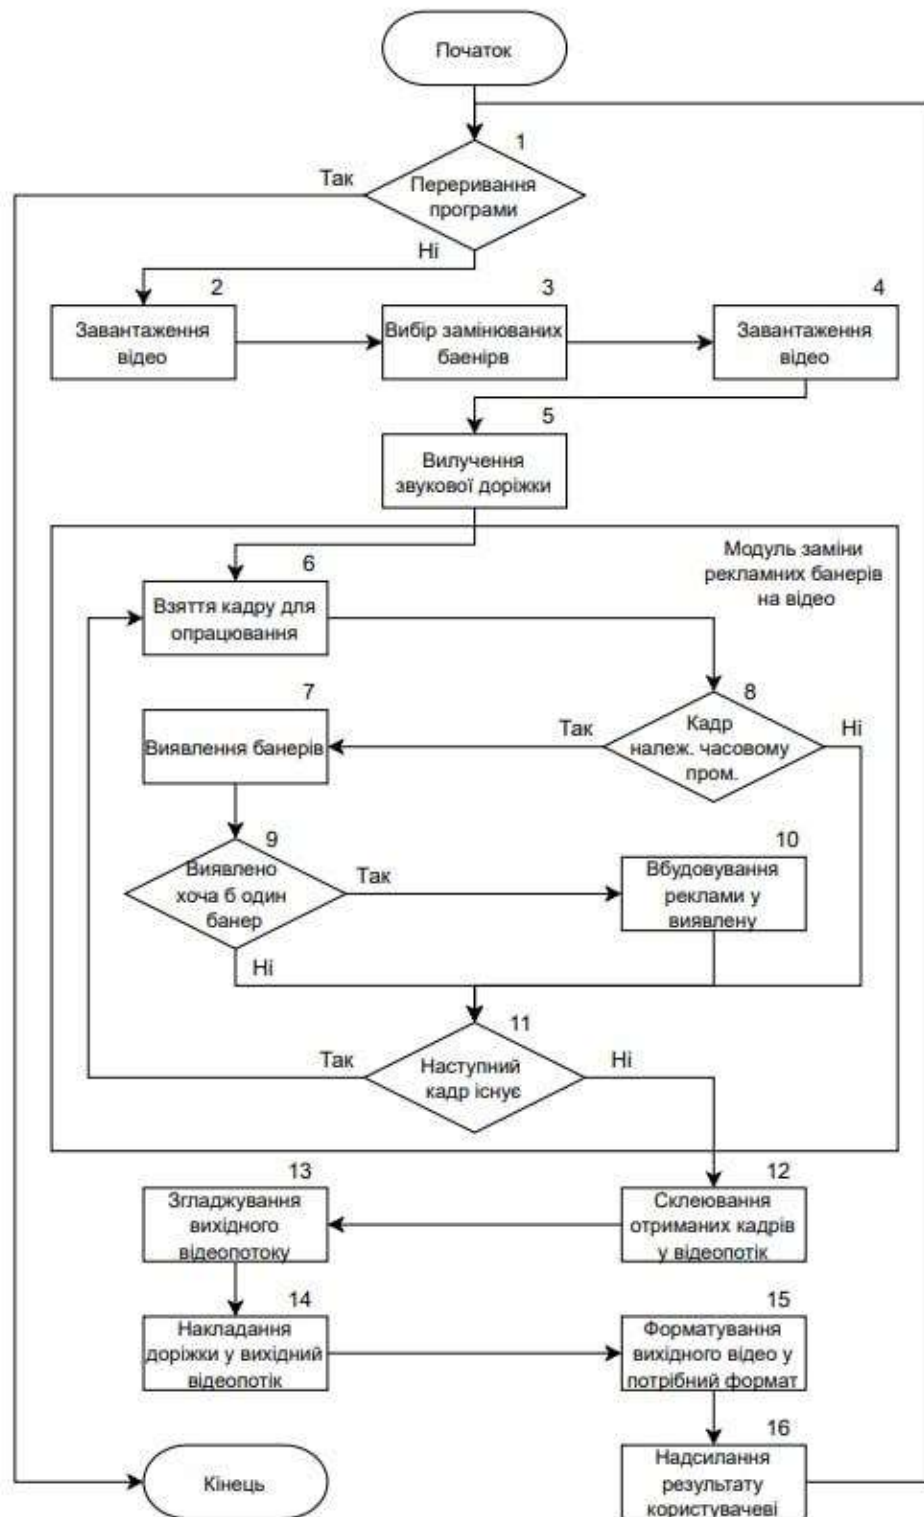 Початок
1
Переривання
програми
Так
Ні
2
Завантаження
відео
3
Вибір замінюваних
баенірв
4
Завантаження
відео
5
Вилучення
звукової доріжки
Модуль заміни
рекламних банерів
на відео
6
Взяття кадру для
опрацювання
7
Виявлення банерів
8
Кадр
належ. часовому
пром.
Так
Ні
9
Виявлено
хоча б один
банер
Так
Ні
10
Вбудовування
реклами у
виявлену
11
Наступний
кадр існує
Так
Ні
12
Склеювання
отриманих кадрів
у відеопотік
13
Згладжування
вихідного
відеопотоку
14
Накладання
доріжки у вихідний
відеопотік
15
Форматування
вихідного відео у
потрібний формат
16
Надсилання
результату
користувачеві
Кінець